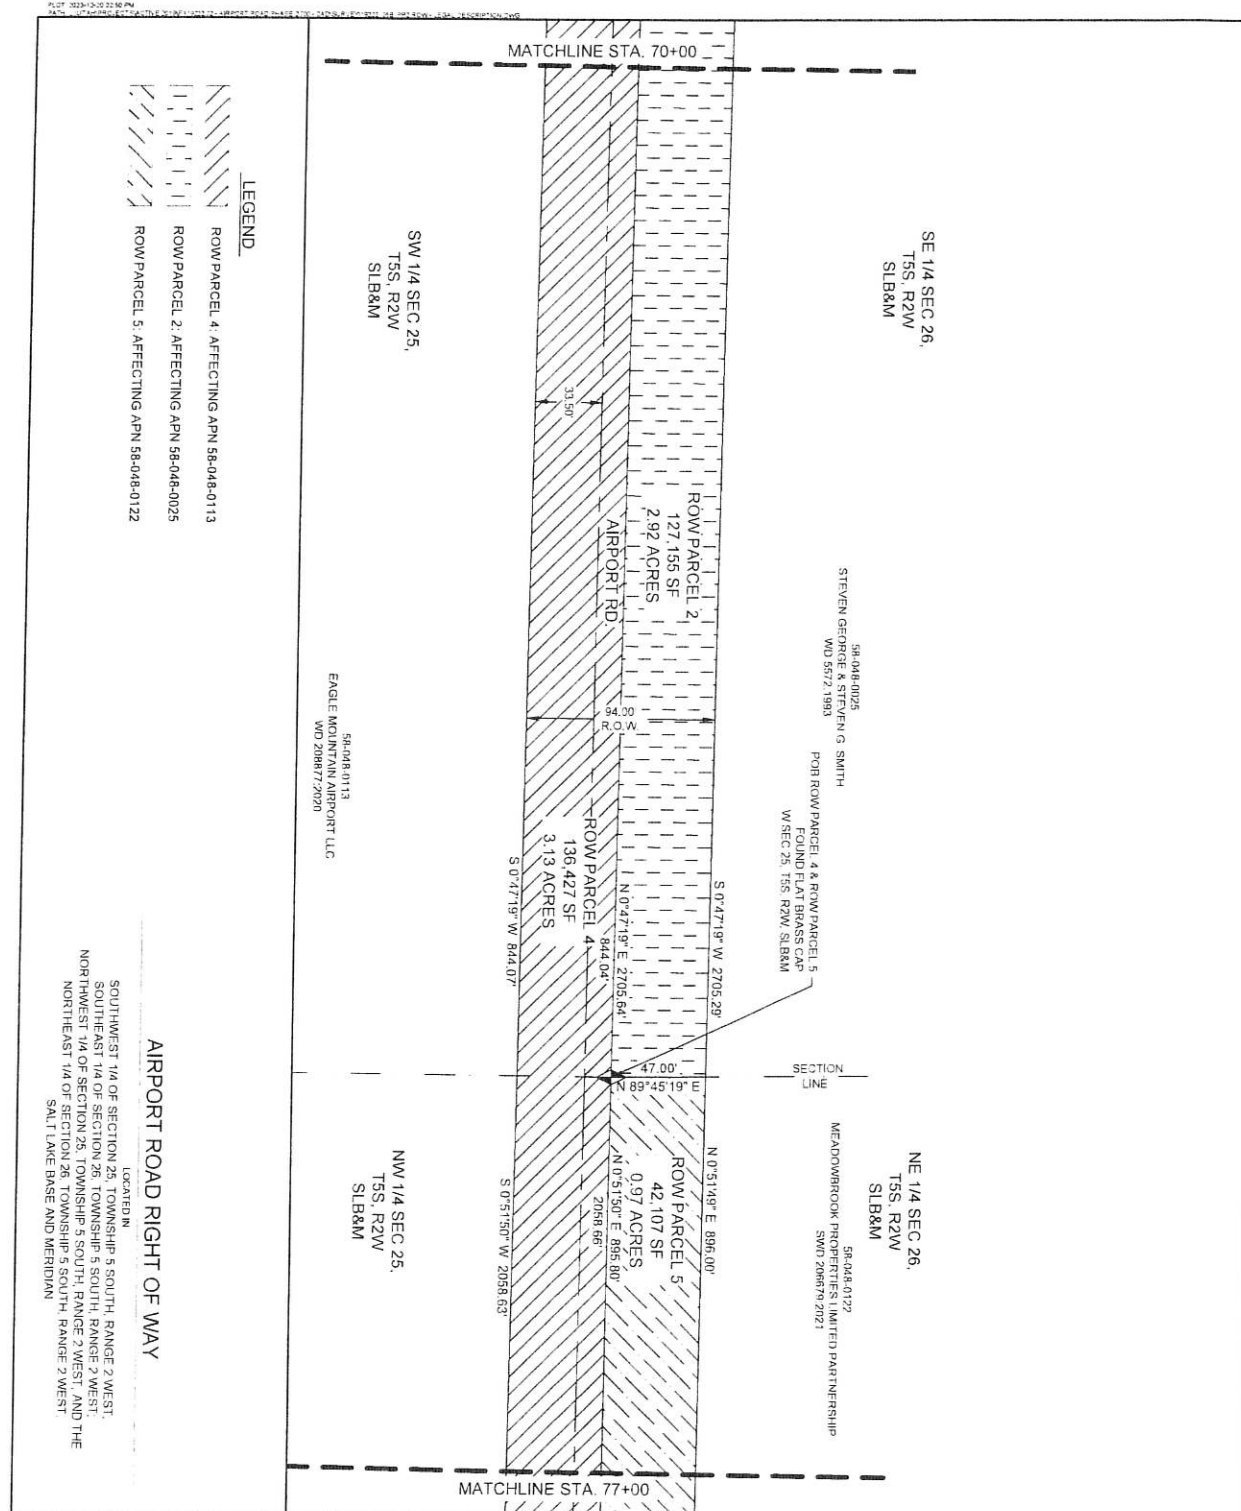 PLOT 2023-12-20
MATCHLINE STA. 70+00
SE 1/4 SEC 26,
T5S, R2W
SLB&M
SW 1/4 SEC 25,
T5S, R2W
SLB&M
33.50'
ROW PARCEL 2
127,155 SF
2.92 ACRES
AIRPORT RD.
58-048-0025
STEVEN GEORGE & STEVEN G. SMITH
WD 5572:1993
94.00'
R.O.W.
POB ROW PARCEL 4 & ROW PARCEL 5
FOUND FLAT BRASS CAP
W SEC 25, T5S, R2W, SLB&M
58-048-0113
EAGLE MOUNTAIN AIRPORT LLC
WD 208877:2020
ROW PARCEL 4
136,427 SF
3.13 ACRES
S 0°47'19" W 2705.29'
N 0°47'19" E 2705.64'
844.04'
S 0°47'19" W 844.07'
47.00'
N 89°45'19" E
SECTION
LINE
NE 1/4 SEC 26,
T5S, R2W
SLB&M
58-048-0122
MEADOWBROOK PROPERTIES LIMITED PARTNERSHIP
SWD 206679:2021
N 0°51'49" E 896.00'
ROW PARCEL 5
42,107 SF
0.97 ACRES
N 0°51'50" E 895.80'
2058.66'
S 0°51'50" W 2058.63'
NW 1/4 SEC 25,
T5S, R2W
SLB&M
MATCHLINE STA. 77+00
LEGEND
ROW PARCEL 4: AFFECTING APN 58-048-0113
ROW PARCEL 2: AFFECTING APN 58-048-0025
ROW PARCEL 5: AFFECTING APN 58-048-0122
AIRPORT ROAD RIGHT OF WAY
LOCATED IN
SOUTHWEST 1/4 OF SECTION 25, TOWNSHIP 5 SOUTH, RANGE 2 WEST,
SOUTHEAST 1/4 OF SECTION 26, TOWNSHIP 5 SOUTH, RANGE 2 WEST,
NORTHWEST 1/4 OF SECTION 25, TOWNSHIP 5 SOUTH, RANGE 2 WEST, AND THE
NORTHEAST 1/4 OF SECTION 26, TOWNSHIP 5 SOUTH, RANGE 2 WEST,
SALT LAKE BASE AND MERIDIAN